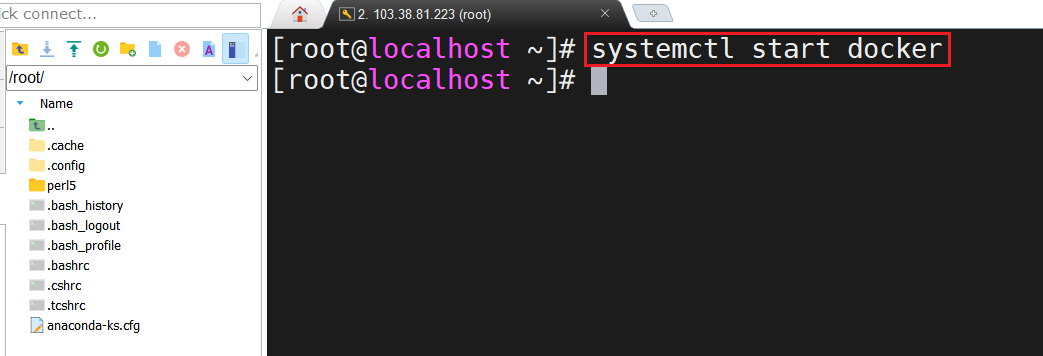 ck connect...
2. 103.38.81.223 (root)
/root/
Name
..
.cache
.config
perl5
.bash_history
.bash_logout
.bash_profile
.bashrc
.cshrc
.tcshrc
anaconda-ks.cfg
[root@localhost ~]# systemctl start docker
[root@localhost ~]#